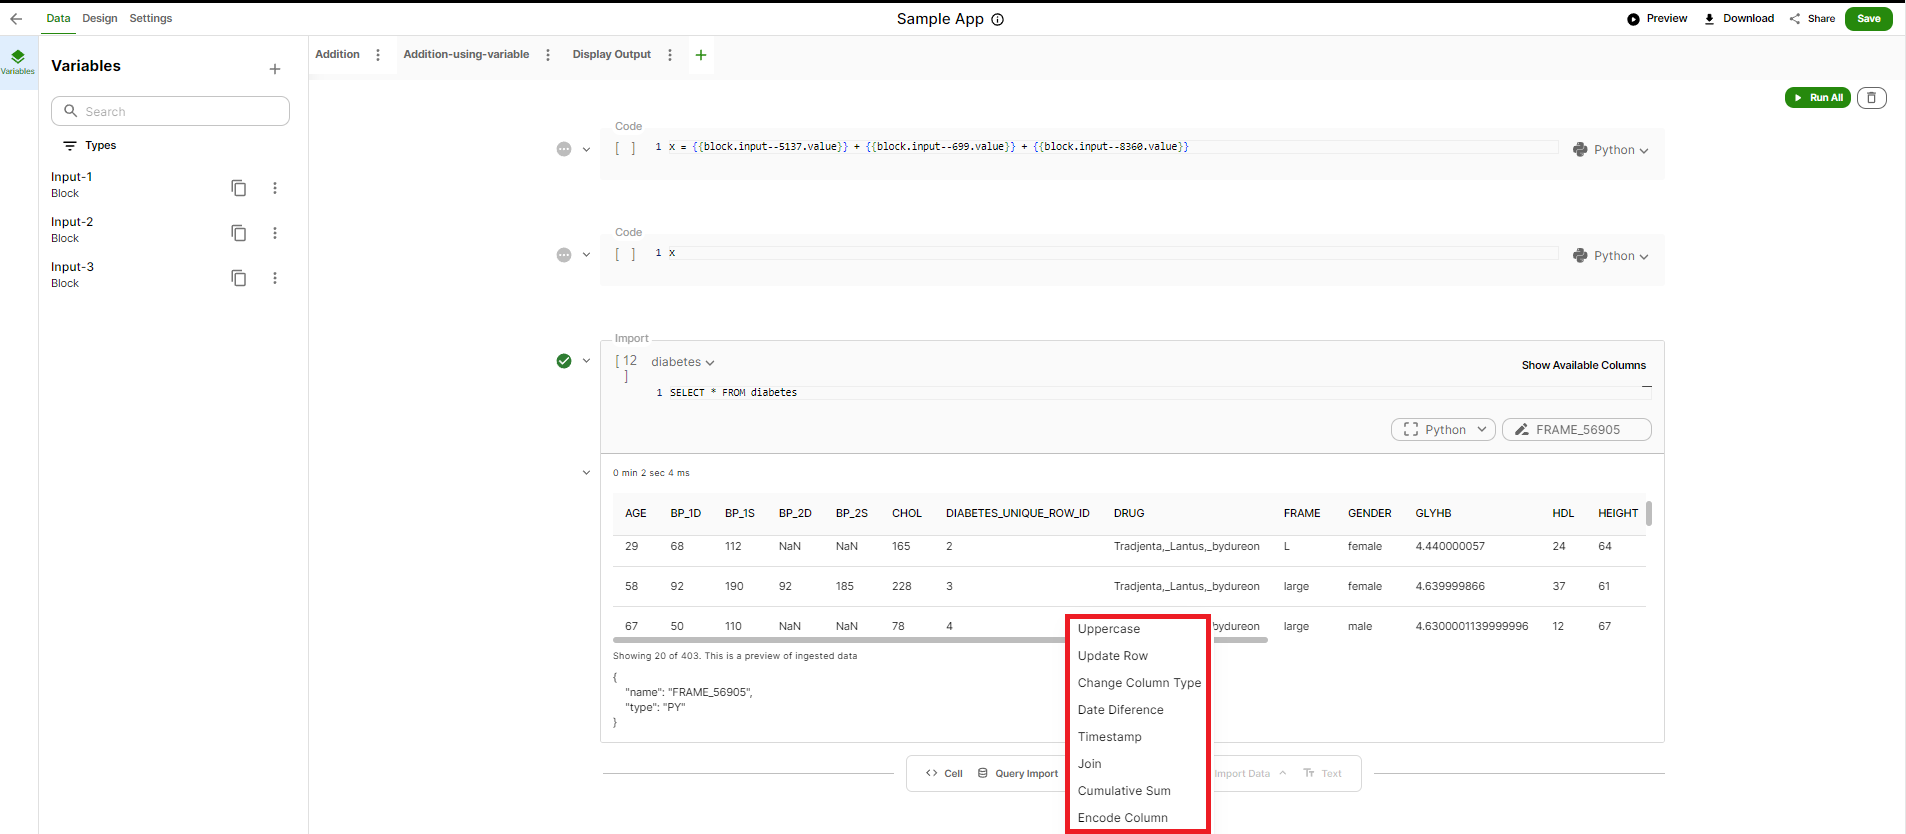 Data Design Settings
Sample App
Preview Download Share Save
Variables
Variables
Search
Types
Input-1
Block
Input-2
Block
Input-3
Block
Addition Addition-using-variable Display Output +
Run All
Code
[ ] 1 x = {{block.input--5137.value}} + {{block.input--699.value}} + {{block.input--8360.value}}
Python
Code
[ ] 1 x
Python
Import
[ 12 ] diabetes
Show Available Columns
1 SELECT * FROM diabetes
Python FRAME_56905
0 min 2 sec 4 ms
AGE BP_1D BP_1S BP_2D BP_2S CHOL DIABETES_UNIQUE_ROW_ID DRUG FRAME GENDER GLYHB HDL HEIGHT
29 68 112 NaN NaN 165 2 Tradjenta,_Lantus,_bydureon L female 4.440000057 24 64
58 92 190 92 185 228 3 Tradjenta,_Lantus,_bydureon large female 4.639999866 37 61
67 50 110 NaN NaN 78 4 bydureon large male 4.6300001139999996 12 67
Showing 20 of 403. This is a preview of ingested data
{
"name": "FRAME_56905",
"type": "PY"
}
Uppercase
Update Row
Change Column Type
Date Diference
Timestamp
Join
Cumulative Sum
Encode Column
Cell Query Import Import Data Text